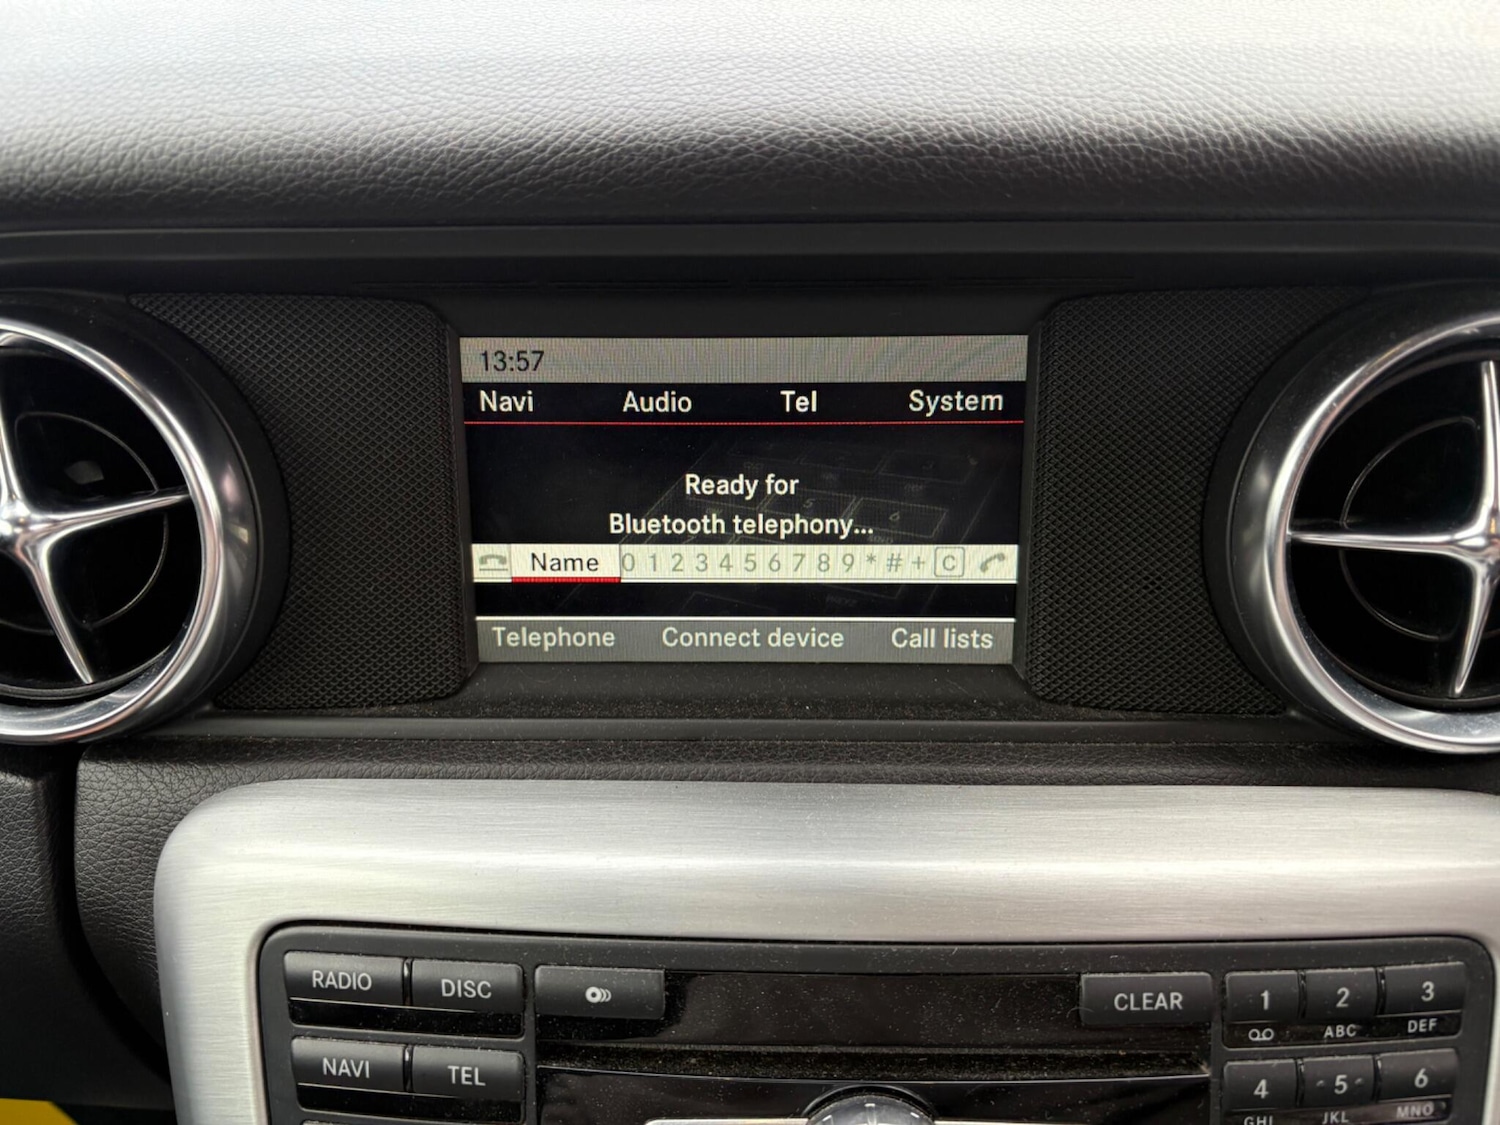 13:57
Navi Audio Tel System
Ready for
Bluetooth telephony...
Name 0 1 2 3 4 5 6 7 8 9 * # + C
Telephone Connect device Call lists
RADIO DISC CLEAR 1 2 3
ABC DEF
NAVI TEL 4 5 6
GHI JKL MNO